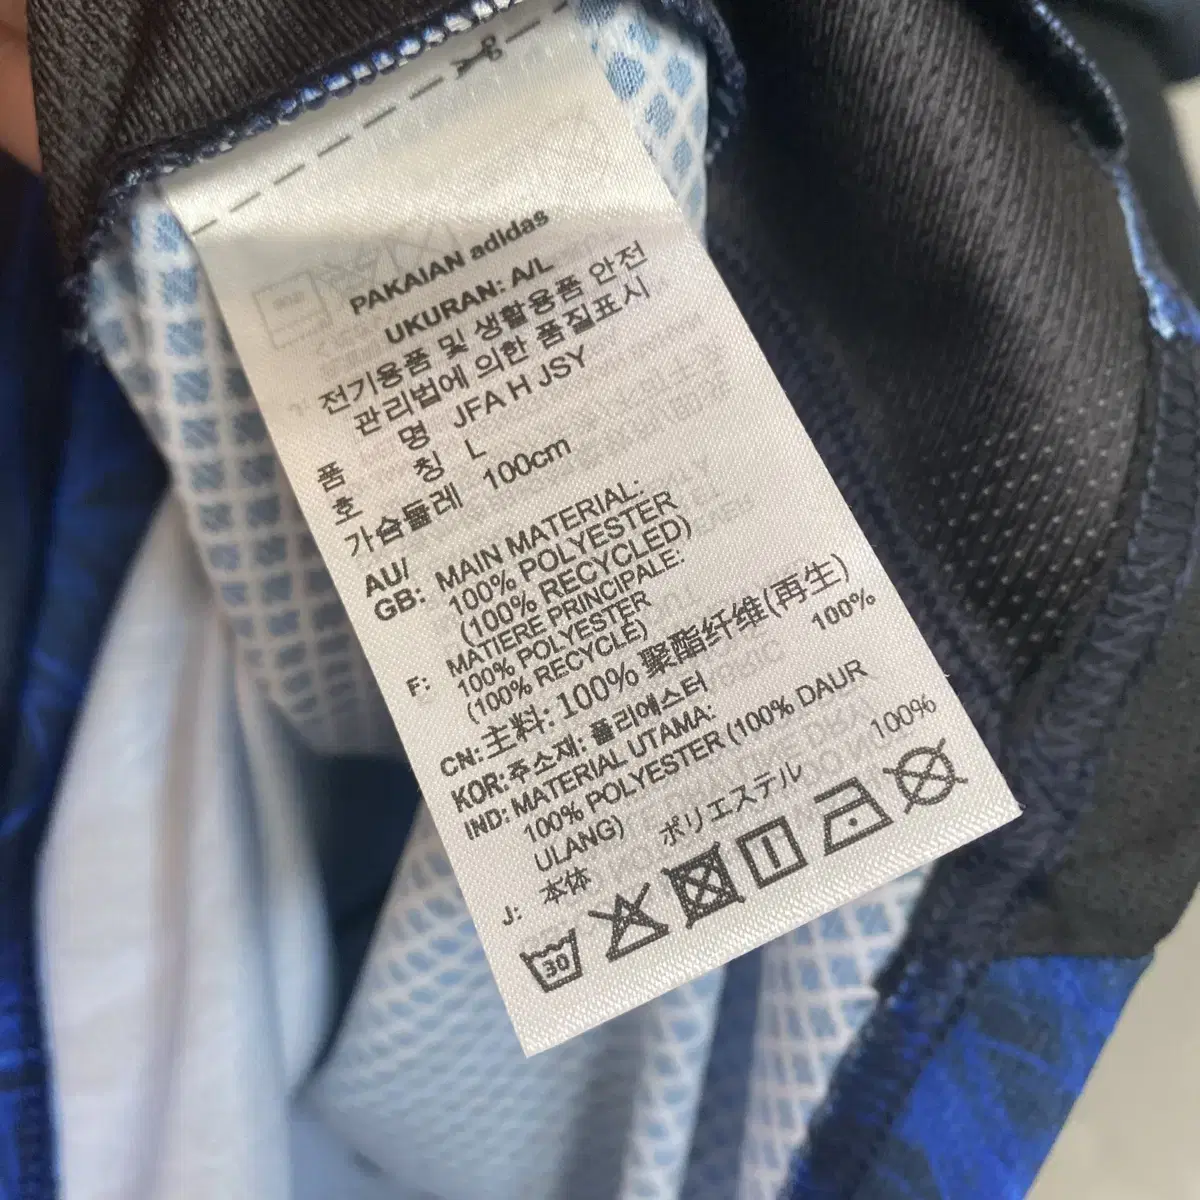 PAKAIAN adidas
UKURAN: A/L
전기용품 및 생활용품 안전
관리법에 의한 품질표시
품 명 JFA H JSY
호 칭 L
가슴둘레 100cm
AU/
GB: MAIN MATERIAL:
100% POLYESTER
(100% RECYCLED)
F: MATIERE PRINCIPALE:
100% POLYESTER
(100% RECYCLÉ)
CN: 主料: 100% 聚酯纤维(再生)
KOR: 주소재: 폴리에스터 100%
IND: MATERIAL UTAMA:
100% POLYESTER (100% DAUR
ULANG)
J: 本体 ポリエステル 100%
30